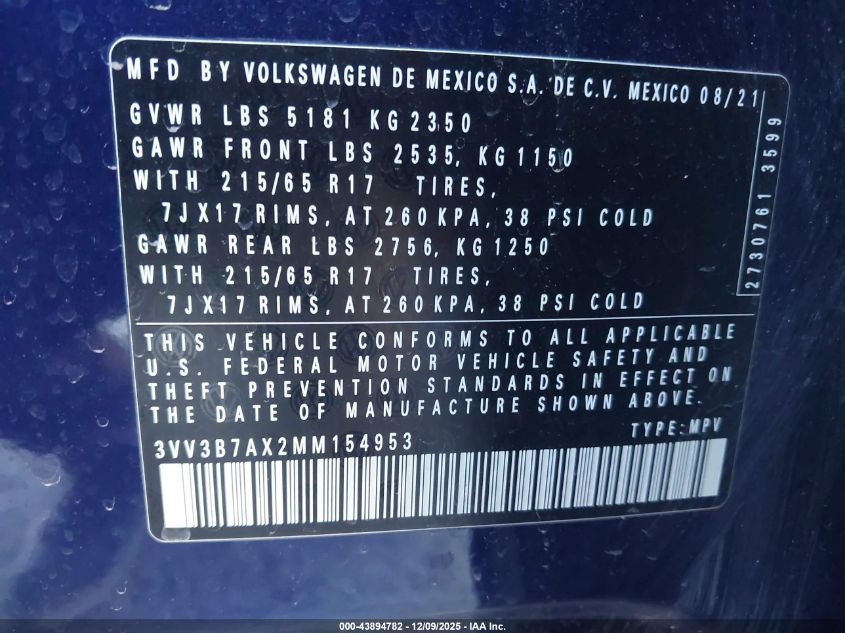 MFD BY VOLKSWAGEN DE MEXICO S.A. DE C.V. MEXICO 08/21
GVWR LBS 5181 KG 2350
GAWR FRONT LBS 2535, KG 1150
WITH 215/65 R17 TIRES,
7JX17 RIMS, AT 260 KPA, 38 PSI COLD
GAWR REAR LBS 2756, KG 1250
WITH 215/65 R17 TIRES,
7JX17 RIMS, AT 260 KPA, 38 PSI COLD
2730761 3599
THIS VEHICLE CONFORMS TO ALL APPLICABLE
U.S. FEDERAL MOTOR VEHICLE SAFETY AND
THEFT PREVENTION STANDARDS IN EFFECT ON
THE DATE OF MANUFACTURE SHOWN ABOVE.
3VV3B7AX2MM154953 TYPE: MPV
000-43894782 - 12/09/2025 - IAA Inc.